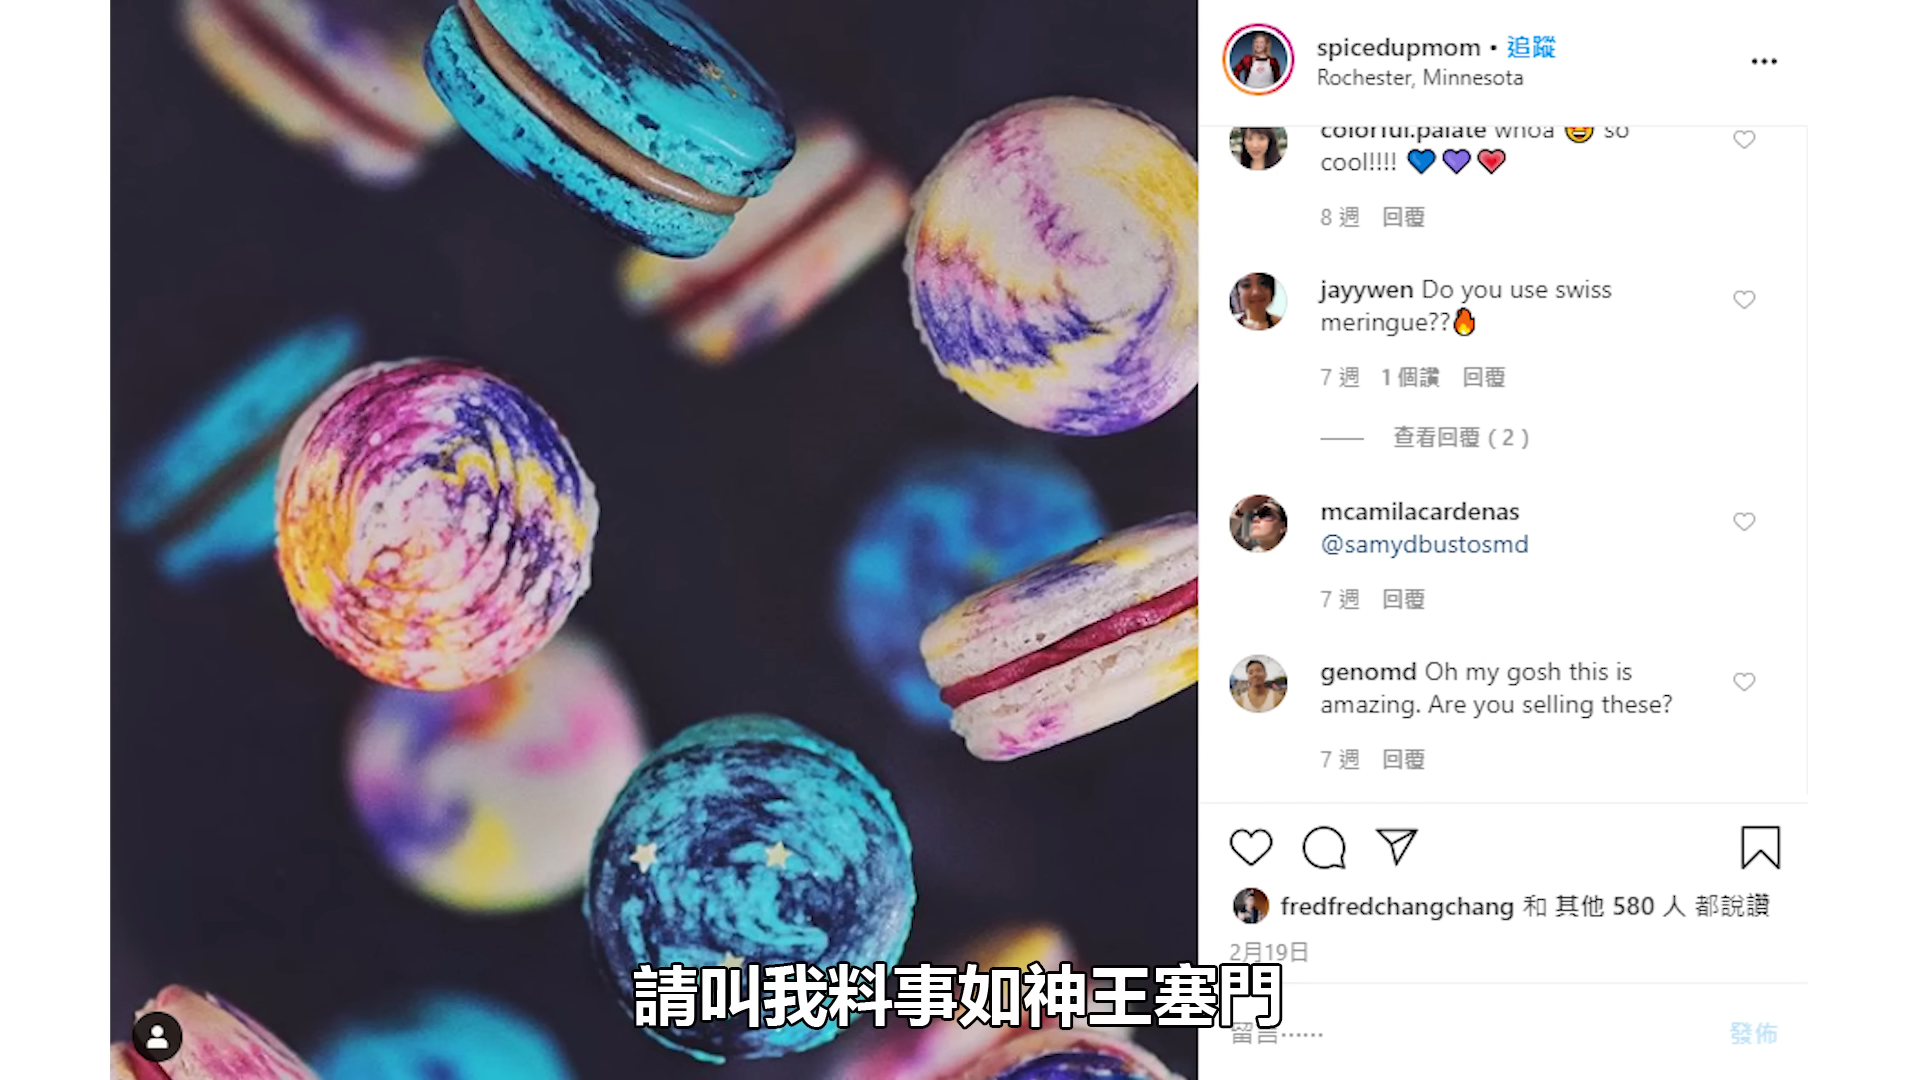 spicedupmom • 追蹤
Rochester, Minnesota
colorful.palate whoa 😄 so
cool!!!! 💙💜❤️
8 週 回覆
jayywen Do you use swiss
meringue??🔥
7 週 1 個讚 回覆
查看回覆 ( 2 )
mcamilacardenas
@samydbustosmd
7 週 回覆
genomd Oh my gosh this is
amazing. Are you selling these?
7 週 回覆
fredfredchangchang 和 其他 580 人 都說讚
2月19日
請叫我料事如神王塞門
留言⋯⋯ 發佈